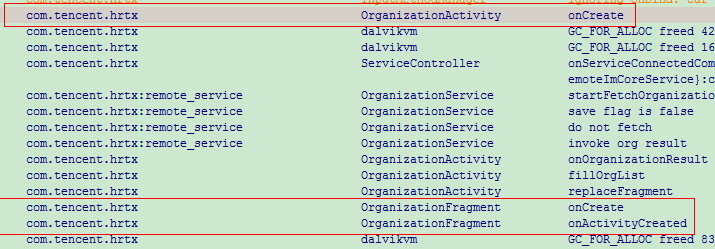 com.tencent.hrtx OrganizationActivity onCreate
com.tencent.hrtx dalvikvm GC_FOR_ALLOC freed 42
com.tencent.hrtx dalvikvm GC_FOR_ALLOC freed 16
com.tencent.hrtx ServiceController onServiceConnectedCom
emoteImCoreService}:c
com.tencent.hrtx:remote_service OrganizationService startFetchOrganizatio
com.tencent.hrtx:remote_service OrganizationService save flag is false
com.tencent.hrtx:remote_service OrganizationService do not fetch
com.tencent.hrtx:remote_service OrganizationService invoke org result
com.tencent.hrtx OrganizationActivity onOrganizationResult
com.tencent.hrtx OrganizationActivity fillOrgList
com.tencent.hrtx OrganizationActivity replaceFragment
com.tencent.hrtx OrganizationFragment onCreate
com.tencent.hrtx OrganizationFragment onActivityCreated
com.tencent.hrtx dalvikvm GC_FOR_ALLOC freed 83